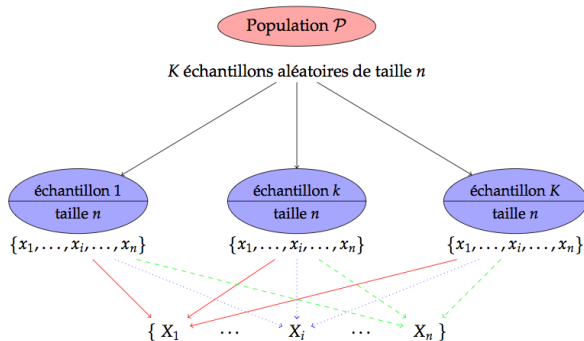 Population 𝒫
K échantillons aléatoires de taille n
échantillon 1 échantillon k échantillon K
taille n taille n taille n
{x₁,...,xᵢ,...,xₙ} {x₁,...,xᵢ,...,xₙ} {x₁,...,xᵢ,...,xₙ}
{ X₁ ... Xᵢ ... Xₙ }